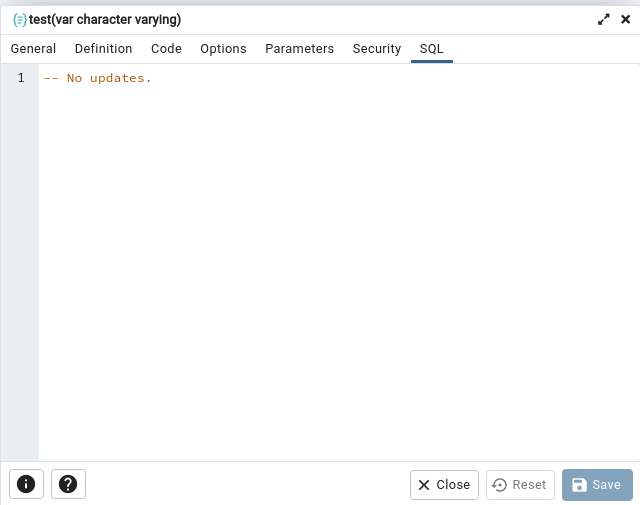 test(var character varying)
General Definition Code Options Parameters Security SQL
1 -- No updates.
Close Reset Save